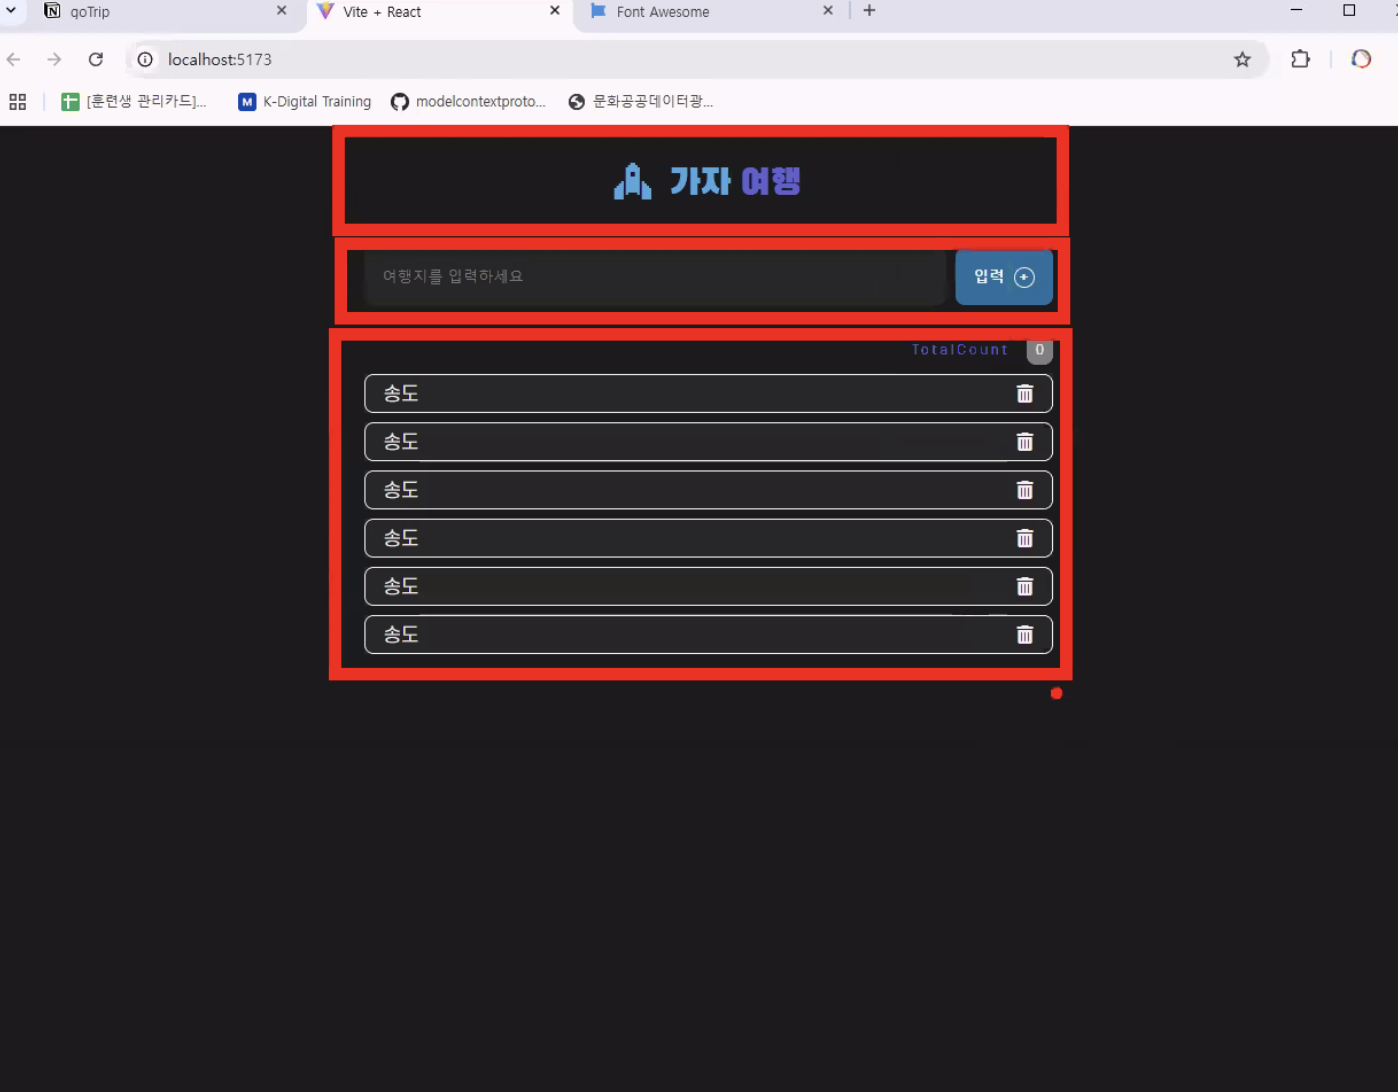 qoTrip
Vite + React
Font Awesome
localhost:5173
[훈련생 관리카드]...
K-Digital Training
modelcontextproto...
문화공공데이터광...
가자 여행
여행지를 입력하세요
입력
TotalCount 0
송도
송도
송도
송도
송도
송도